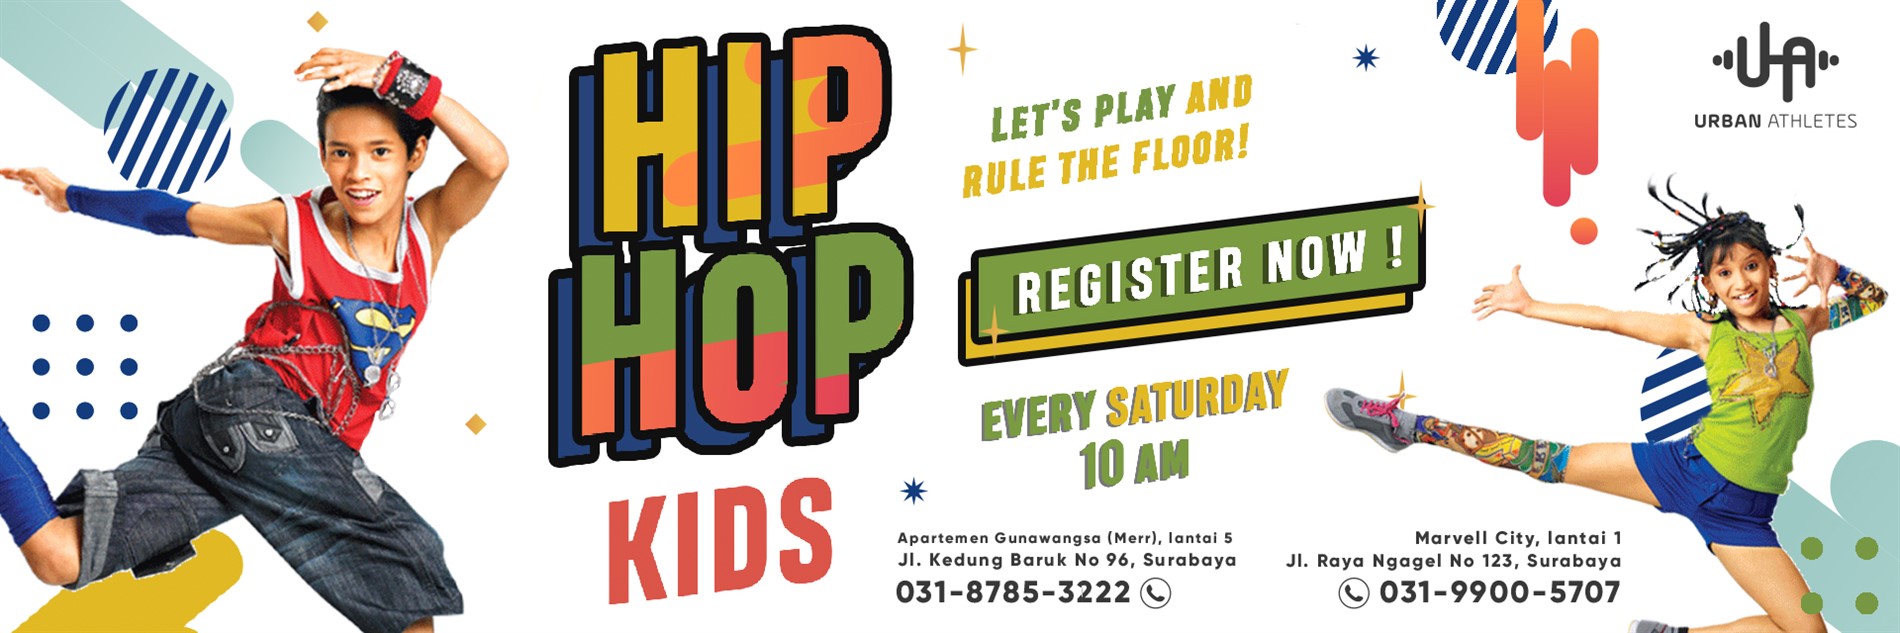 HIP
HOP
KIDS
LET'S PLAY AND
RULE THE FLOOR!
REGISTER NOW !
EVERY SATURDAY
10 AM
Apartemen Gunawangsa (Merr), lantai 5
Jl. Kedung Baruk No 96, Surabaya
031-8785-3222
Marvell City, lantai 1
Jl. Raya Ngagel No 123, Surabaya
031-9900-5707
UA
URBAN ATHLETES